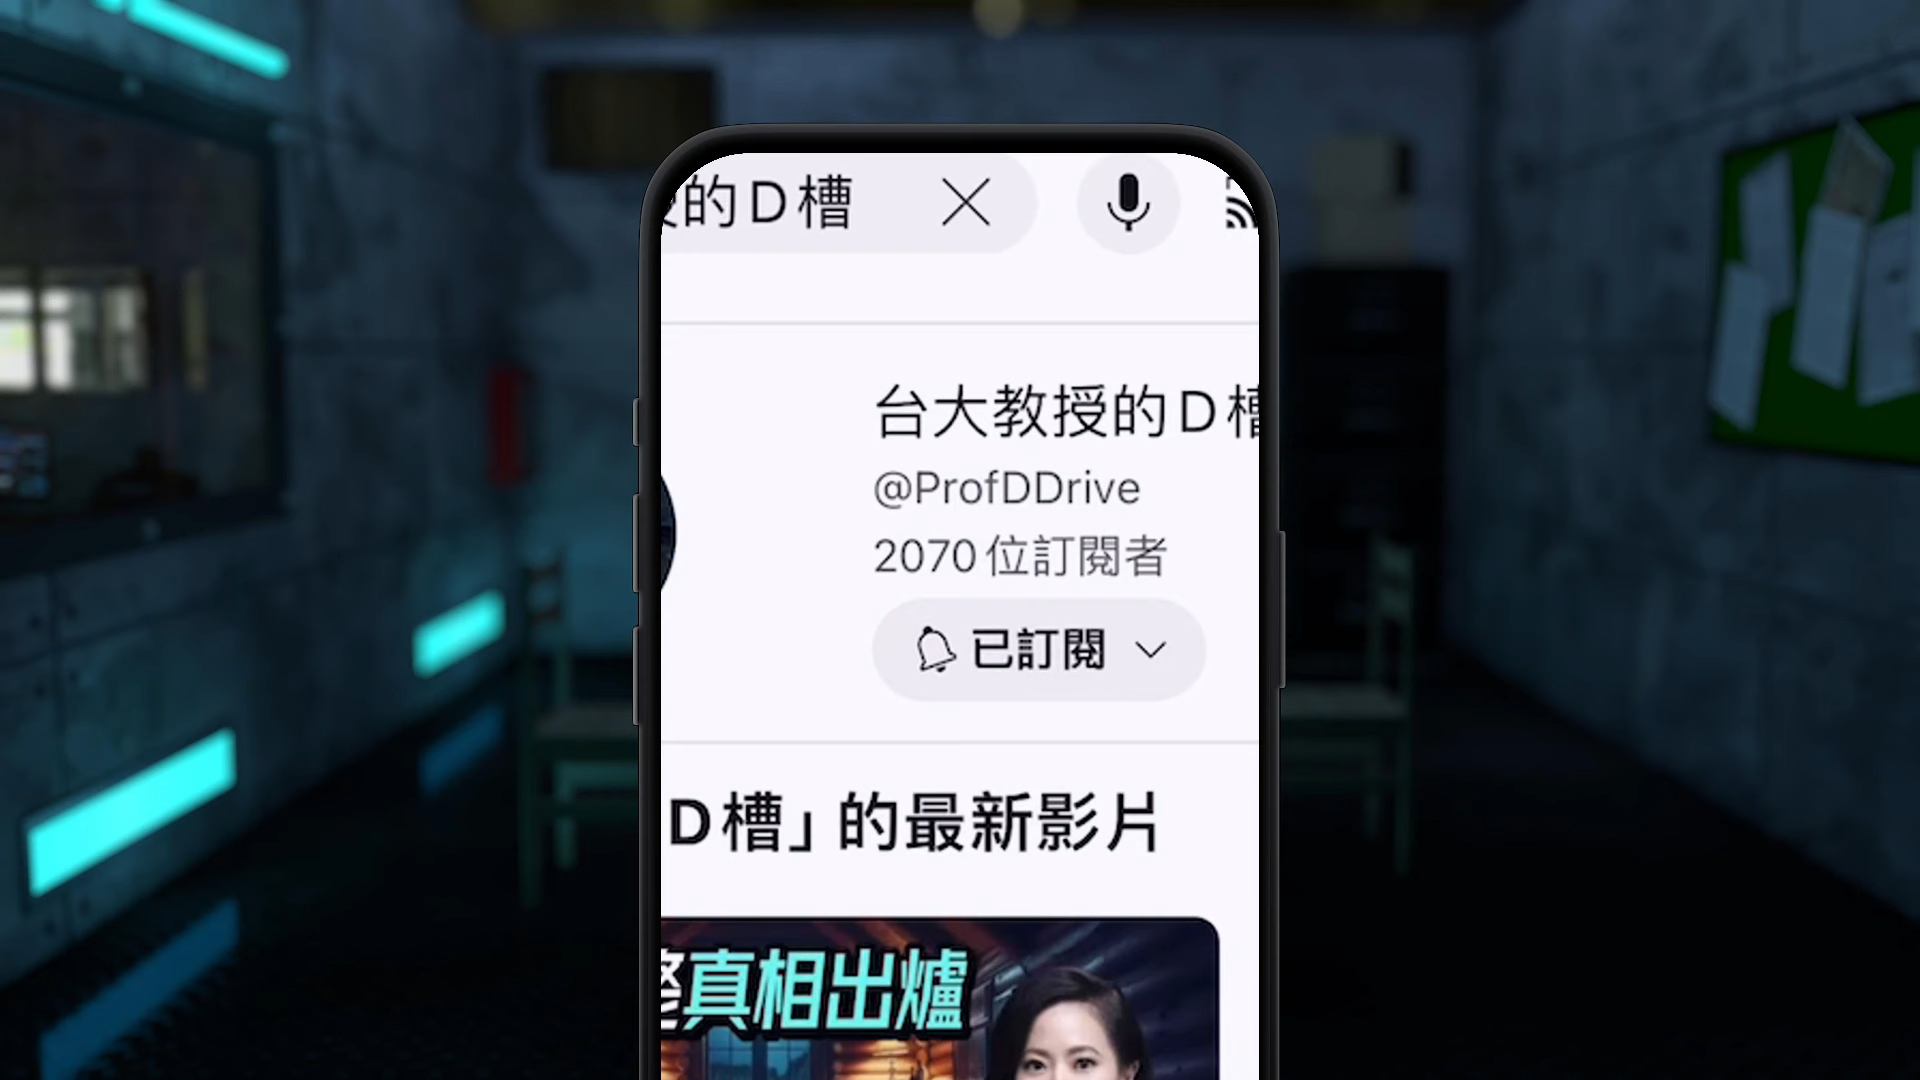 的D槽
台大教授的D槽
@ProfDDrive
2070位訂閱者
已訂閱
D槽」的最新影片
真相出爐